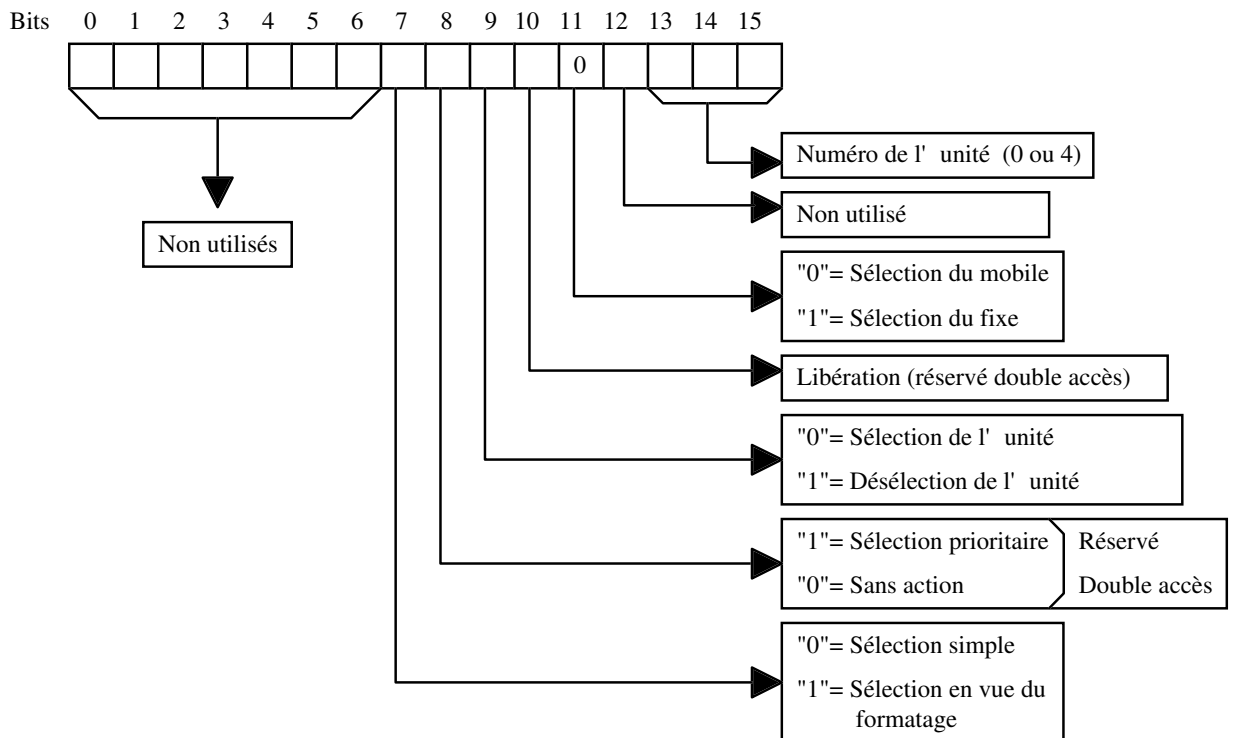 Bits 0 1 2 3 4 5 6 7 8 9 10 11 12 13 14 15
0
Numéro de l' unité (0 ou 4)
Non utilisé
Non utilisés
"0"= Sélection du mobile
"1"= Sélection du fixe
Libération (réservé double accès)
"0"= Sélection de l' unité
"1"= Désélection de l' unité
"1"= Sélection prioritaire Réservé
"0"= Sans action Double accès
"0"= Sélection simple
"1"= Sélection en vue du
formatage